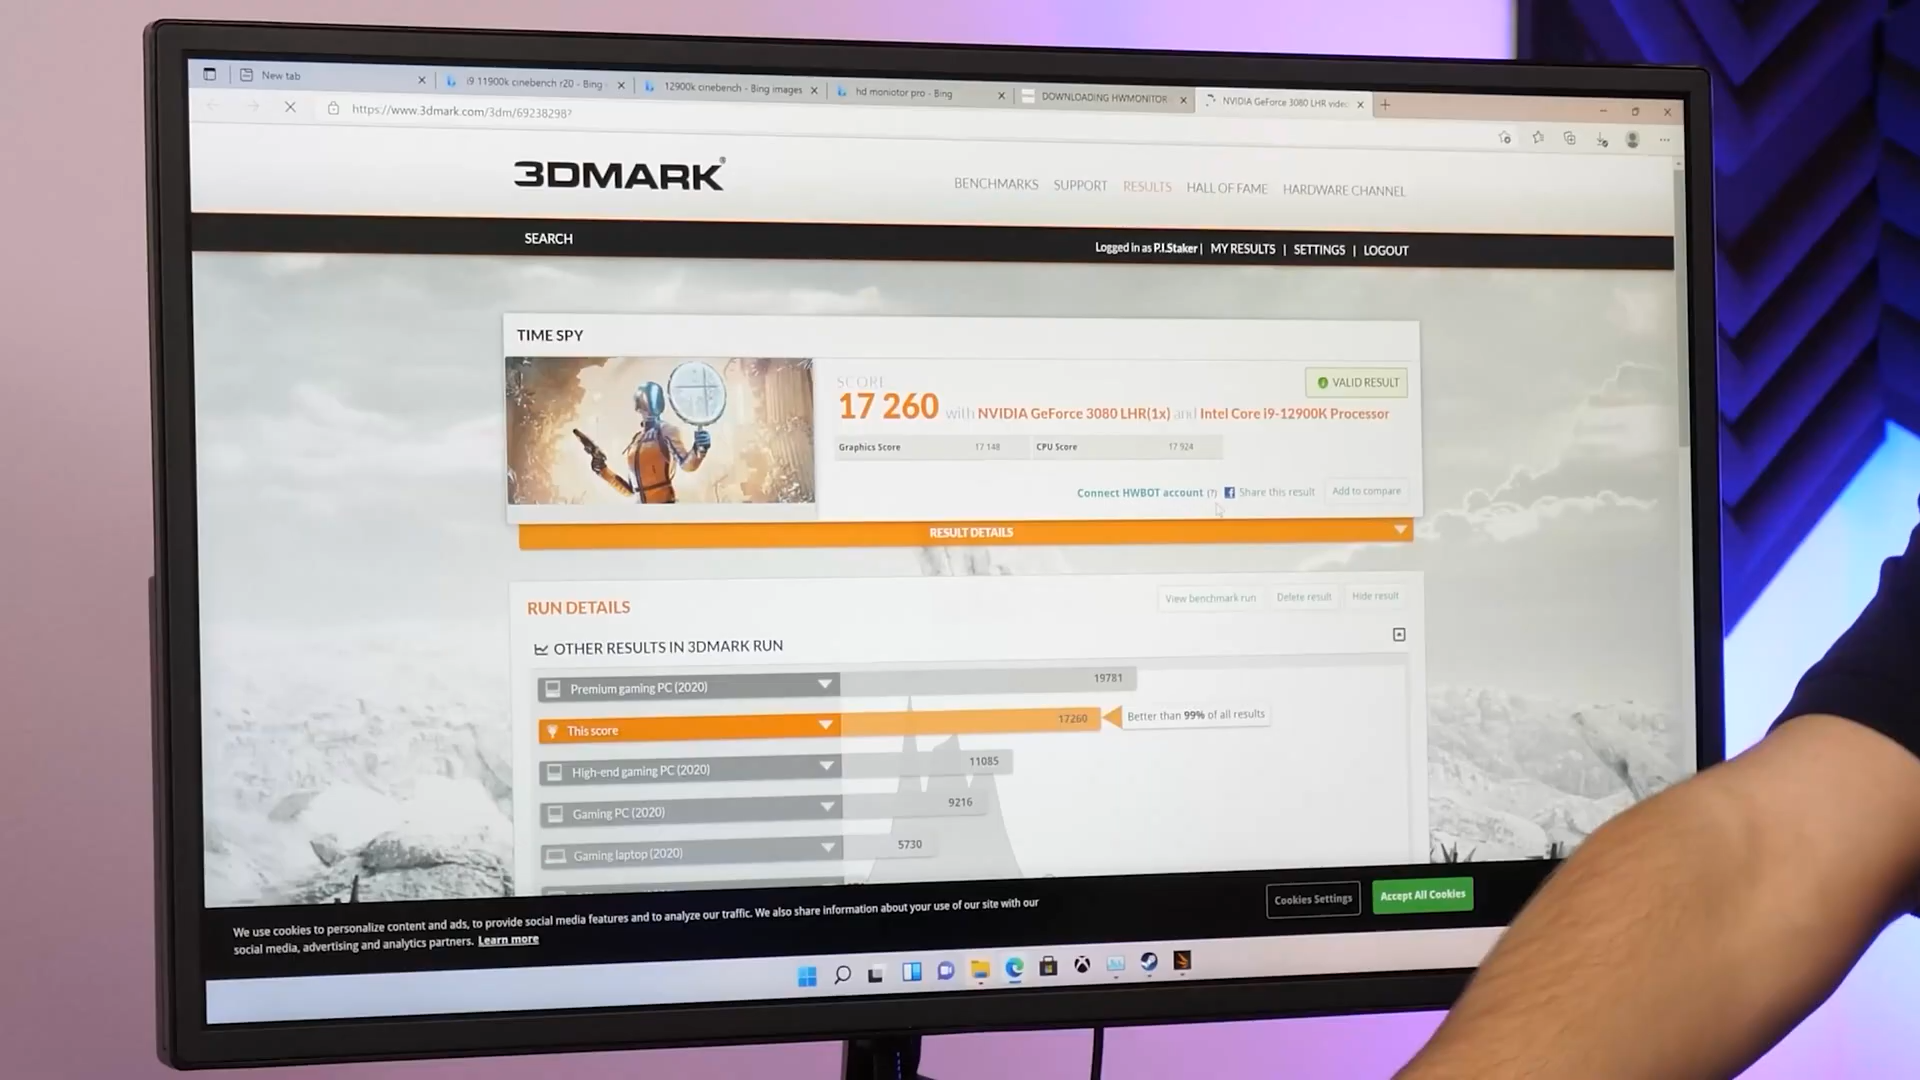 New tab
i9 11900k cinebench r20 - Bing
12900k cinebench - Bing images
hd moniotor pro - Bing
DOWNLOADING HWMONITOR
NVIDIA GeForce 3080 LHR video
https://www.3dmark.com/3dm/69238298?
3DMARK
BENCHMARKS SUPPORT RESULTS HALL OF FAME HARDWARE CHANNEL
SEARCH
Logged in as P.I.Staker | MY RESULTS | SETTINGS | LOGOUT
TIME SPY
VALID RESULT
SCORE
17 260 with NVIDIA GeForce 3080 LHR(1x) and Intel Core i9-12900K Processor
Graphics Score 17 148 CPU Score 17 924
Connect HWBOT account (?) Share this result Add to compare
RESULT DETAILS
RUN DETAILS
View benchmark run Delete result Hide result
OTHER RESULTS IN 3DMARK RUN
Premium gaming PC (2020) 19781
This score 17260 Better than 99% of all results
High-end gaming PC (2020) 11085
Gaming PC (2020) 9216
Gaming laptop (2020) 5730
We use cookies to personalize content and ads, to provide social media features and to analyze our traffic. We also share information about your use of our site with our
social media, advertising and analytics partners. Learn more
Cookies Settings
Accept All Cookies